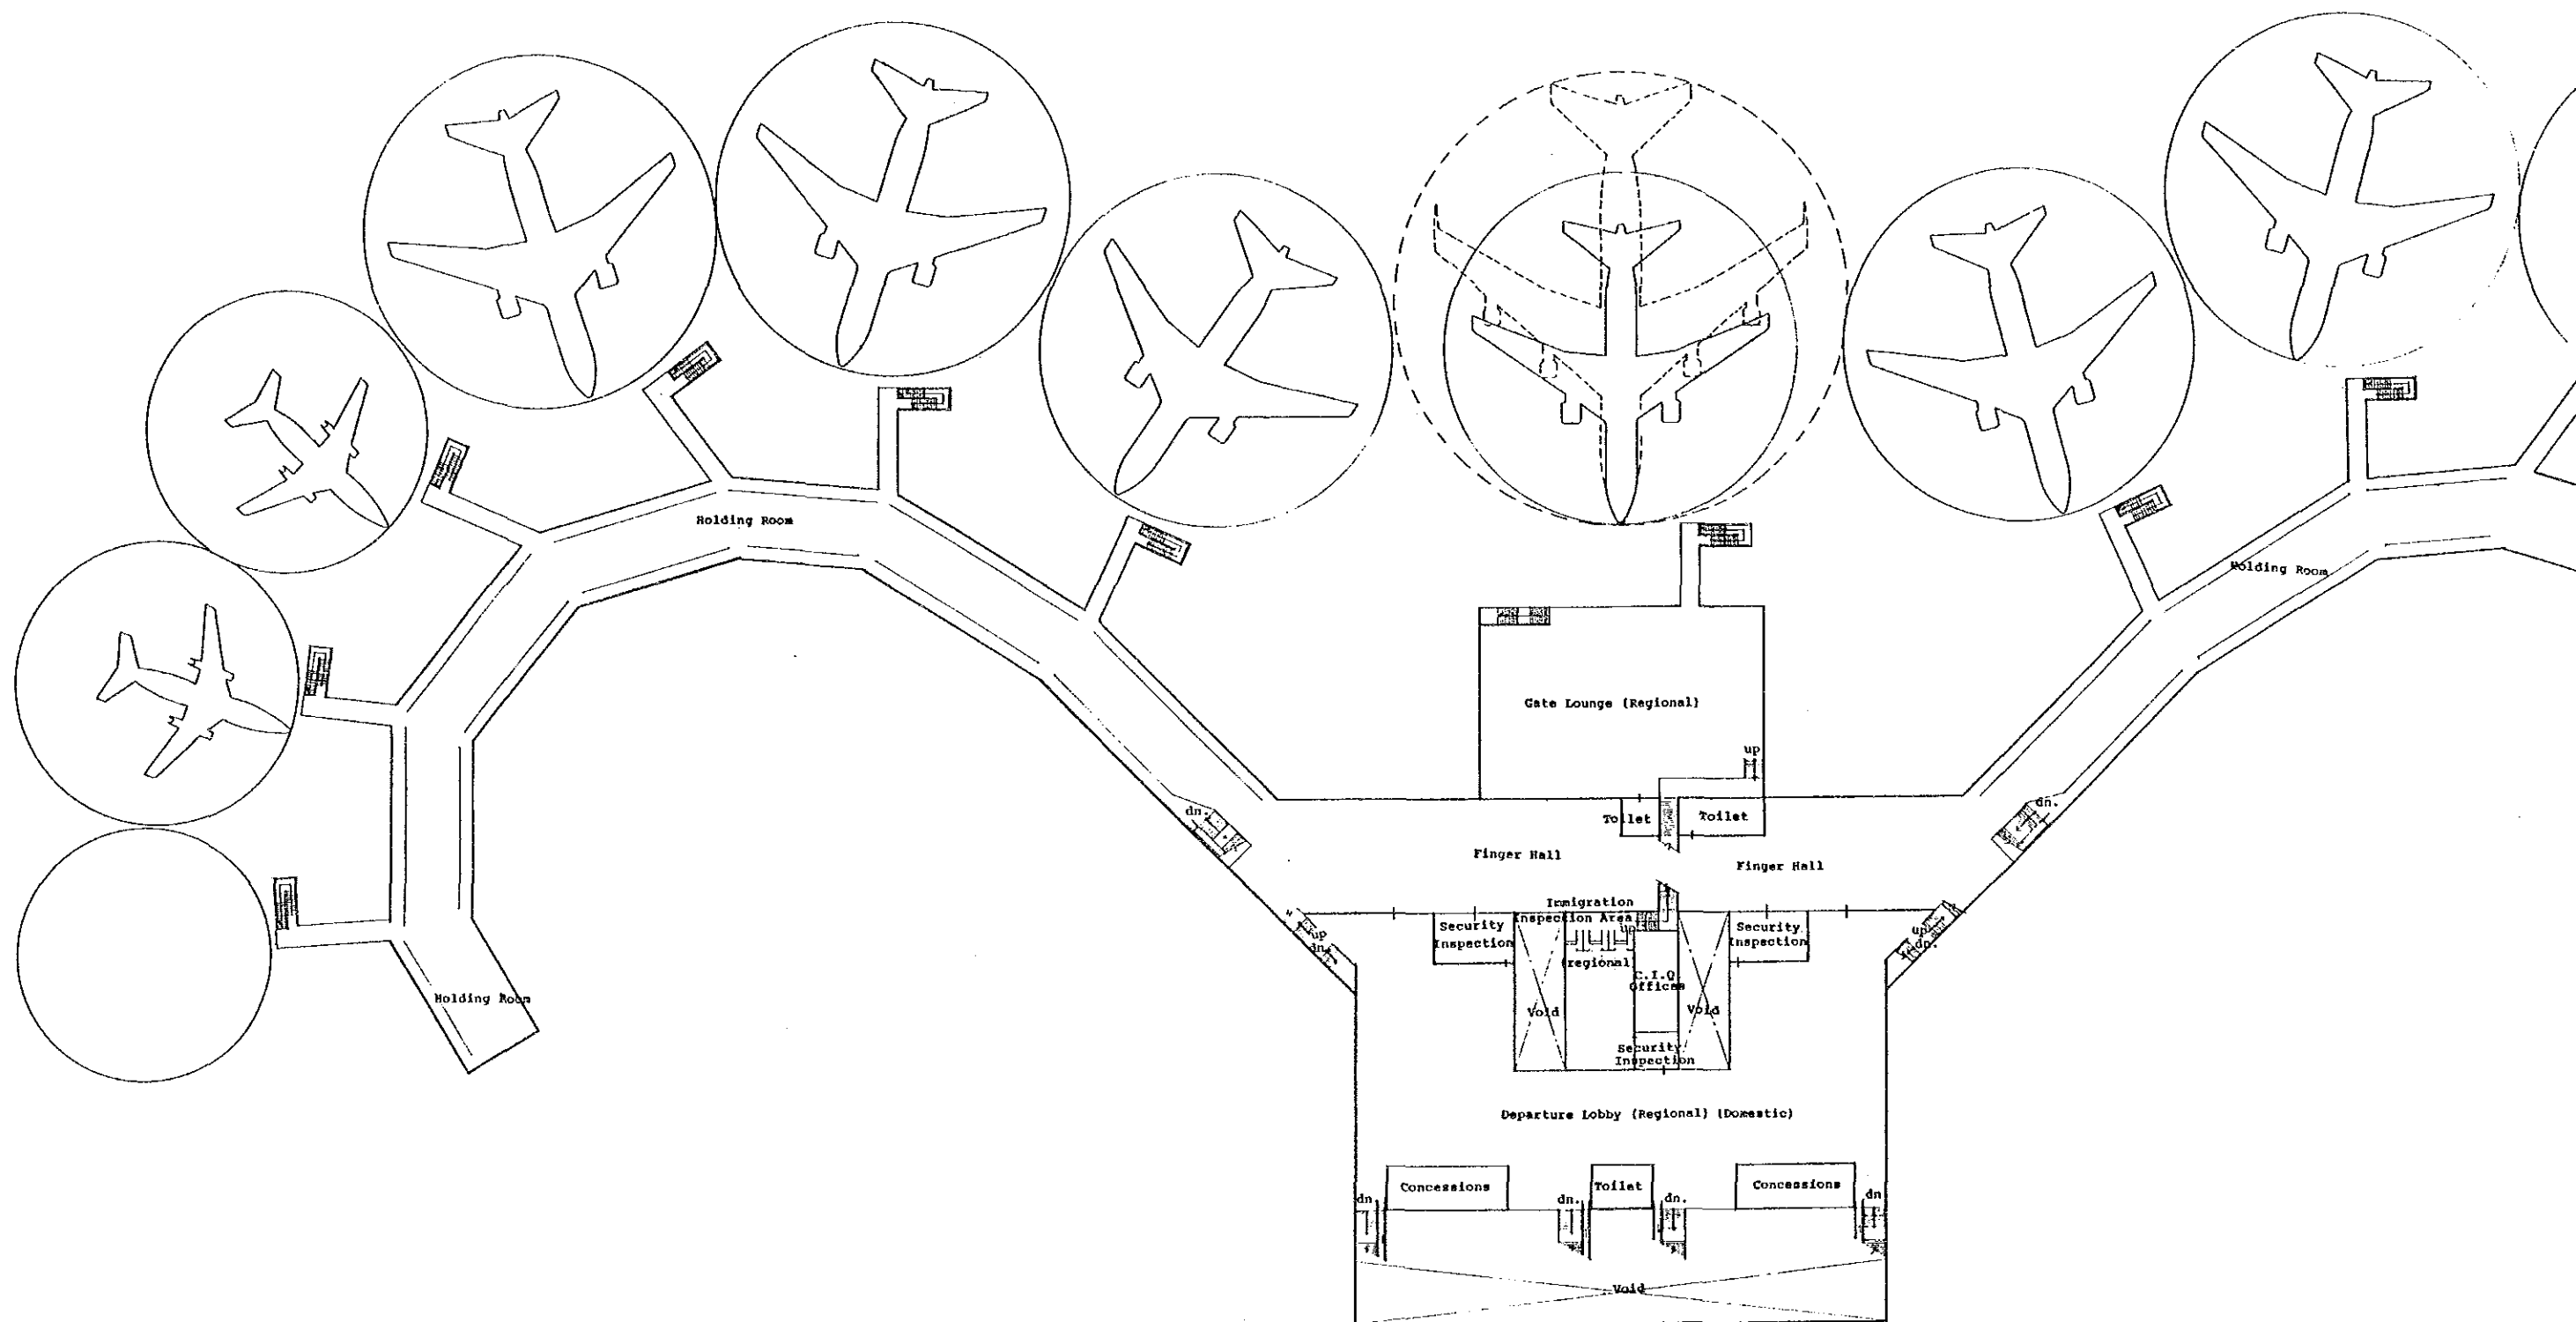 Holding Room
Holding Room
Gate Lounge (Regional)
up
dn.
dn.
Toilet
Toilet
Finger Hall
Finger Hall
Immigration
Inspection Area
up
(regional)
Security
Inspection
Security
Inspection
up
dn.
up
dn.
C.I.Q.
Offices
Holding Room
Void
Void
Security
Inspection
Departure Lobby (Regional) (Domestic)
Concessions
Toilet
Concessions
dn
dn.
dn.
dn
Void